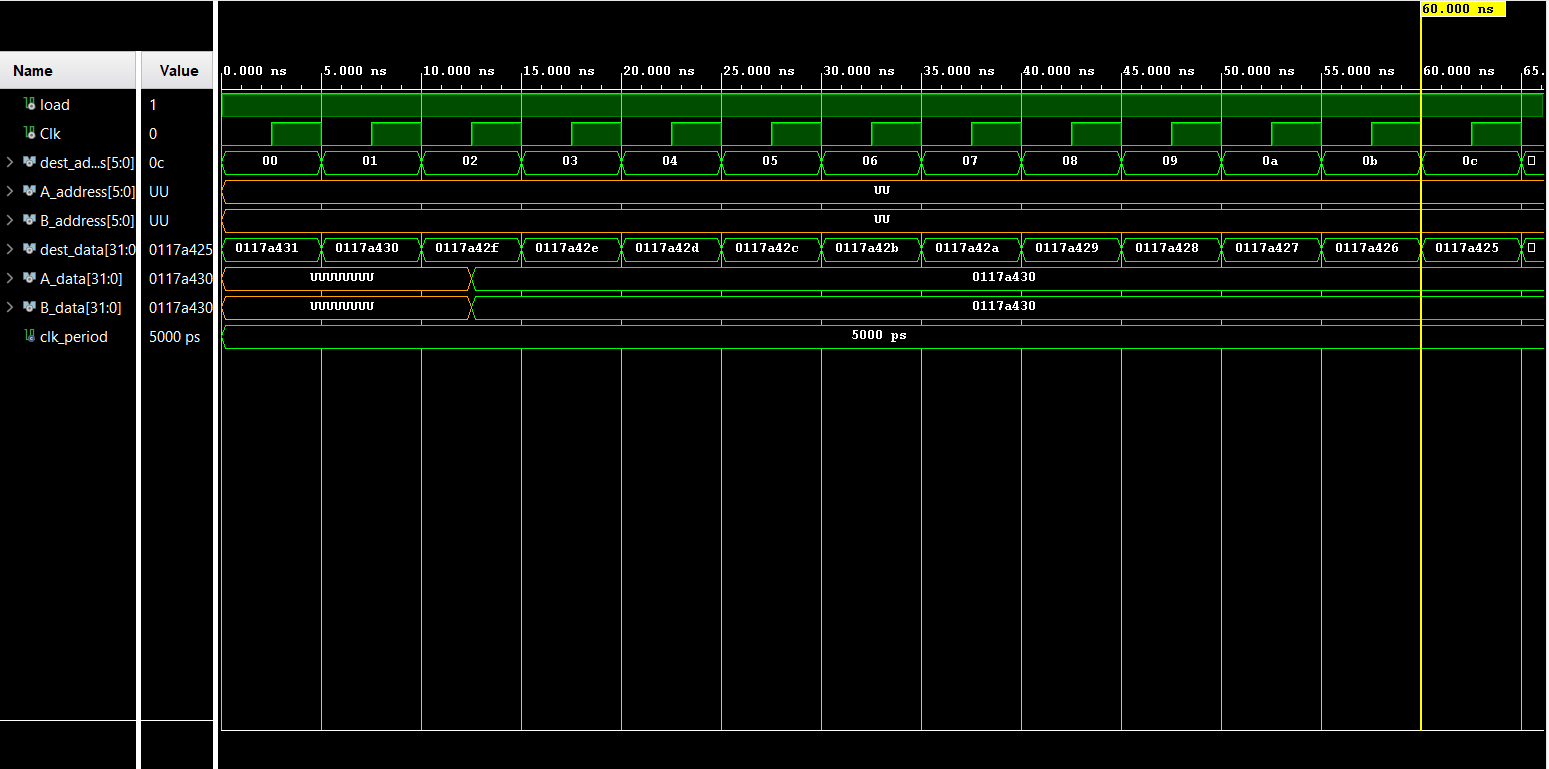 60.000 ns
Name Value
0.000 ns 5.000 ns 10.000 ns 15.000 ns 20.000 ns 25.000 ns 30.000 ns 35.000 ns 40.000 ns 45.000 ns 50.000 ns 55.000 ns 60.000 ns 65.
load 1
Clk 0
dest_ad...s[5:0] 0c 00 01 02 03 04 05 06 07 08 09 0a 0b 0c
A_address[5:0] UU UU
B_address[5:0] UU UU
dest_data[31:0 0117a425 0117a431 0117a430 0117a42f 0117a42e 0117a42d 0117a42c 0117a42b 0117a42a 0117a429 0117a428 0117a427 0117a426 0117a425
A_data[31:0] 0117a430 UUUUUUUU 0117a430
B_data[31:0] 0117a430 UUUUUUUU 0117a430
clk_period 5000 ps 5000 ps